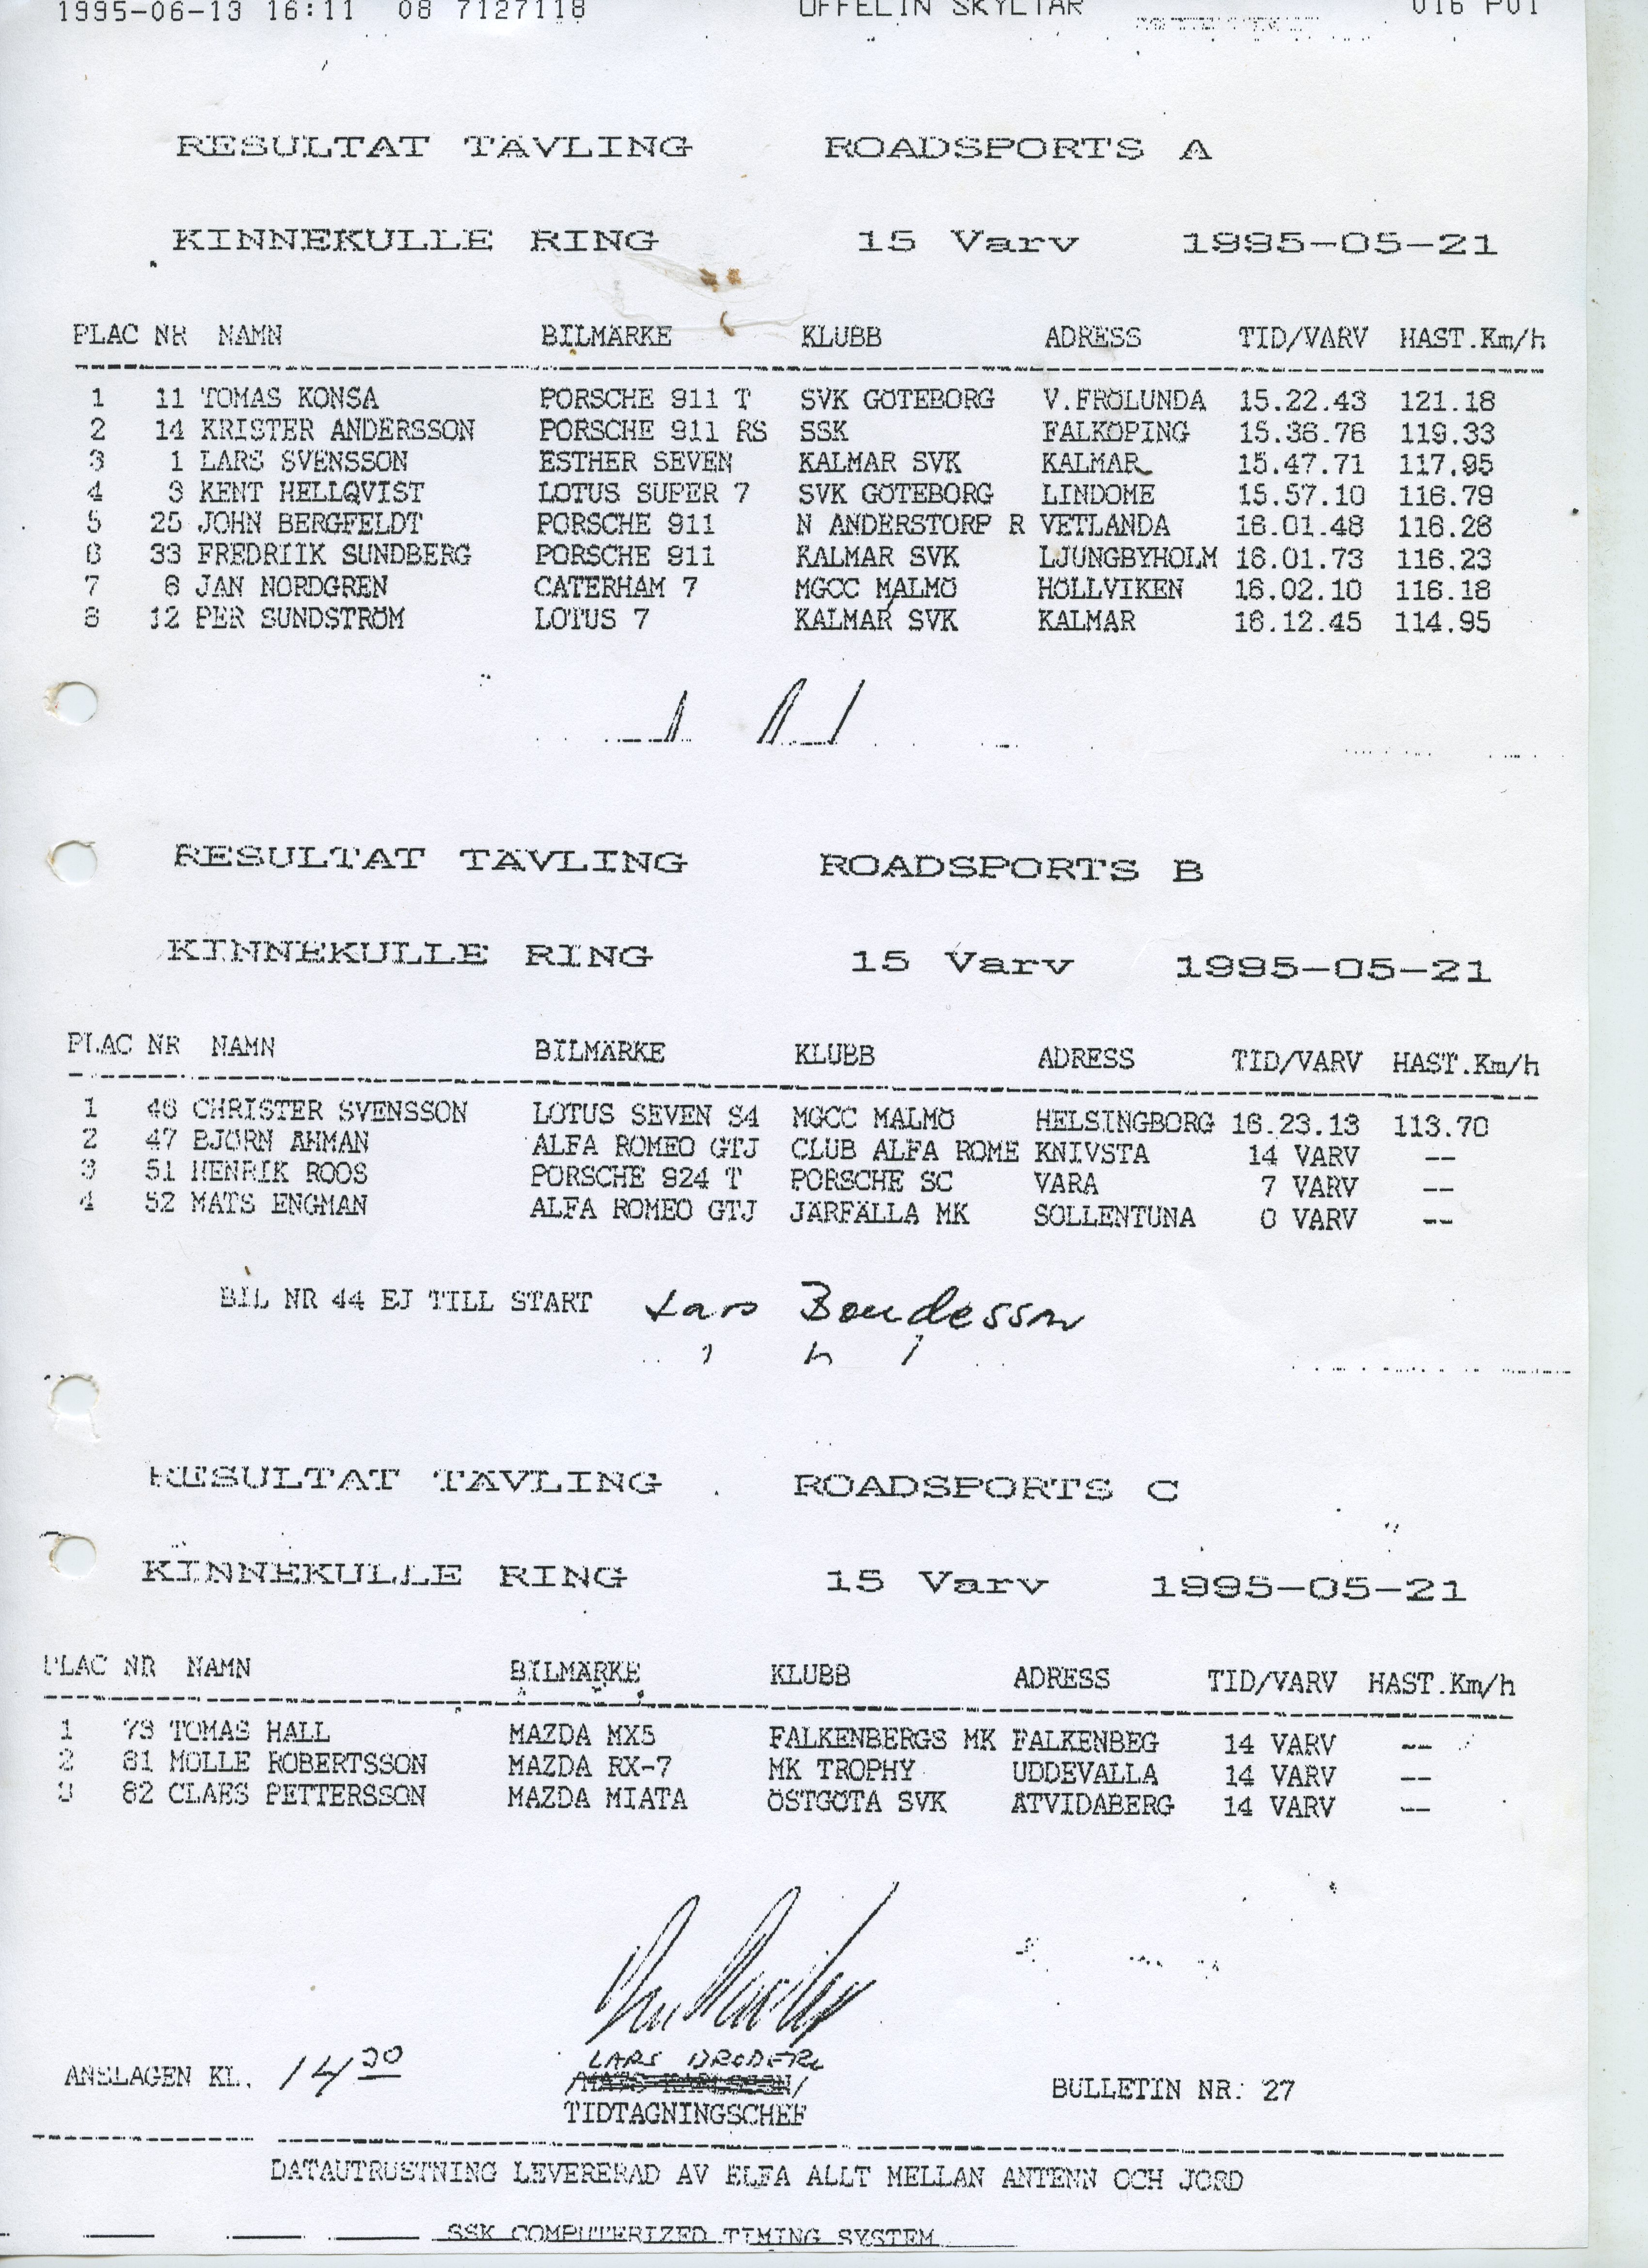 1995-06-13 16:11 08 7127118 OFFELIN SKYLTAR 016 P01
RESULTAT TÄVLING ROADSPORTS A
KINNEKULLE RING 15 Varv 1995-05-21
PLAC NR NAMN BILMÄRKE KLUBB ADRESS TID/VARV HAST.Km/h
1 11 TOMAS KONSA PORSCHE 911 T SVK GÖTEBORG V.FRÖLUNDA 15.22.43 121.18
2 14 KRISTER ANDERSSON PORSCHE 911 RS SSK FALKÖPING 15.36.76 119.33
3 1 LARS SVENSSON ESTHER SEVEN KALMAR SVK KALMAR 15.47.71 117.95
4 3 KENT HELLQVIST LOTUS SUPER 7 SVK GÖTEBORG LINDOME 15.57.10 116.79
5 25 JOHN BERGFELDT PORSCHE 911 N ANDERSTORP R VETLANDA 16.01.48 116.26
6 33 FREDRIIK SUNDBERG PORSCHE 911 KALMAR SVK LJUNGBYHOLM 16.01.73 116.23
7 6 JAN NORDGREN CATERHAM 7 MGCC MALMÖ HÖLLVIKEN 16.02.10 116.18
8 12 PER SUNDSTRÖM LOTUS 7 KALMAR SVK KALMAR 16.12.45 114.95
RESULTAT TÄVLING ROADSPORTS B
KINNEKULLE RING 15 Varv 1995-05-21
PLAC NR NAMN BILMÄRKE KLUBB ADRESS TID/VARV HAST.Km/h
1 46 CHRISTER SVENSSON LOTUS SEVEN S4 MGCC MALMÖ HELSINGBORG 16.23.13 113.70
2 47 BJÖRN ÅHMAN ALFA ROMEO GTJ CLUB ALFA ROME KNIVSTA 14 VARV --
3 51 HENRIK ROOS PORSCHE 924 T PORSCHE SC VARA 7 VARV --
4 52 MATS ENGMAN ALFA ROMEO GTJ JÄRFÄLLA MK SOLLENTUNA 0 VARV --
BIL NR 44 EJ TILL START Lars Bondesson
RESULTAT TÄVLING ROADSPORTS C
KINNEKULLE RING 15 Varv 1995-05-21
PLAC NR NAMN BILMÄRKE KLUBB ADRESS TID/VARV HAST.Km/h
1 73 TOMAS HALL MAZDA MX5 FALKENBERGS MK FALKENBEG 14 VARV --
2 81 MOLLE ROBERTSSON MAZDA RX-7 MK TROPHY UDDEVALLA 14 VARV --
3 82 CLAES PETTERSSON MAZDA MIATA ÖSTGÖTA SVK ÅTVIDABERG 14 VARV --
LARS
ANSLAGEN KL. 14 /MATS KARLSSON/ BULLETIN NR: 27
TIDTAGNINGSCHEF
DATAUTRUSTNING LEVERERAD AV ELFA ALLT MELLAN ANTENN OCH JORD
SSK COMPUTERIZED TIMING SYSTEM